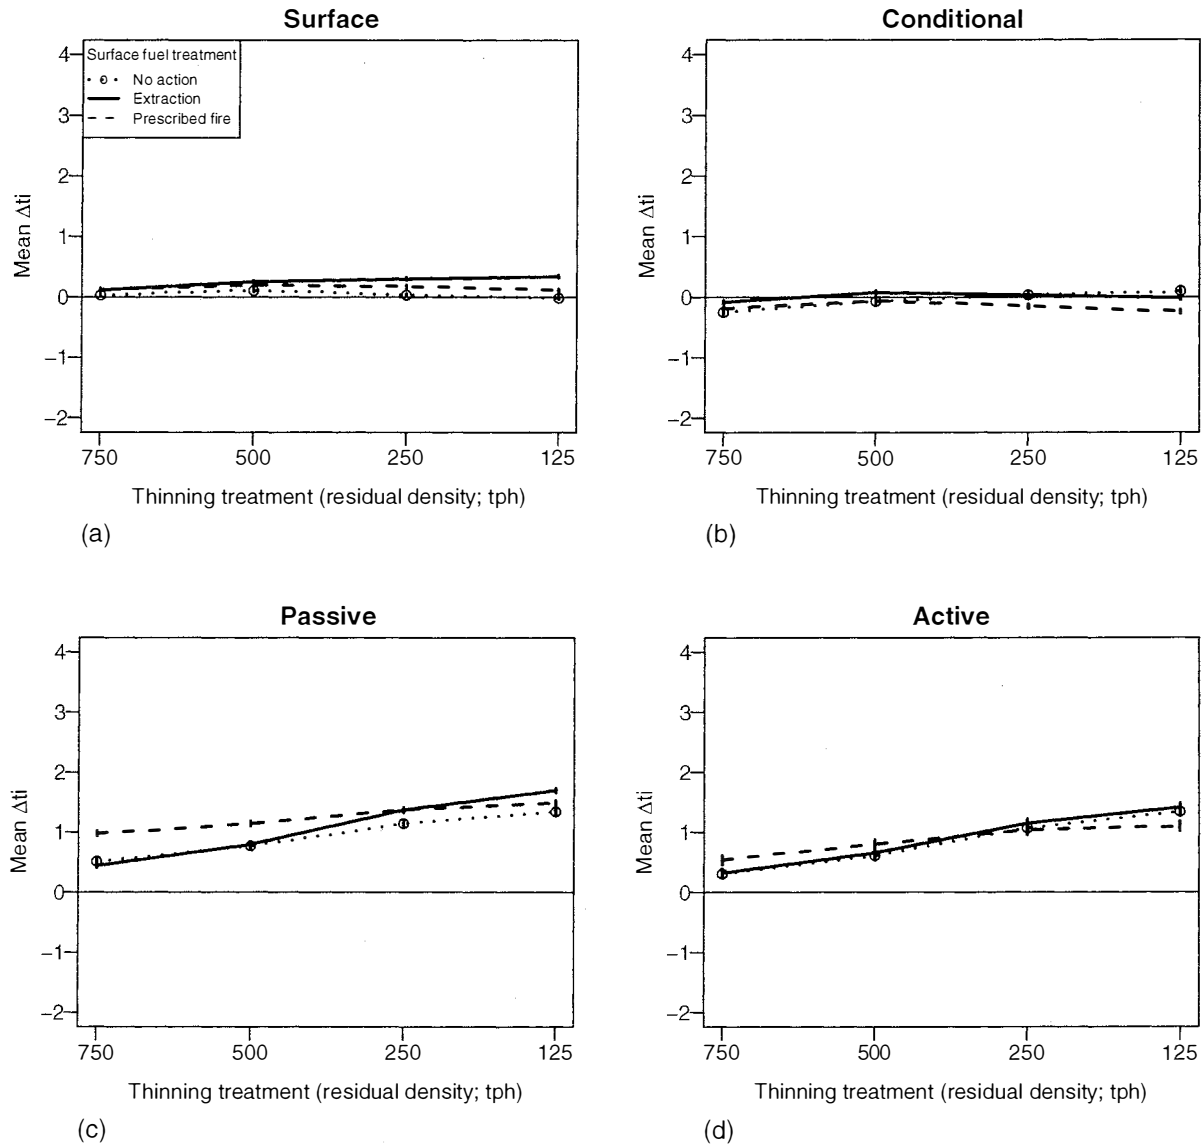 Surface
4
3
2
1
0
−1
−2
Mean Δti
Surface fuel treatment
No action
Extraction
Prescribed fire
750 500 250 125
Thinning treatment (residual density; tph)
(a)
Conditional
4
3
2
1
0
−1
−2
Mean Δti
750 500 250 125
Thinning treatment (residual density; tph)
(b)
Passive
4
3
2
1
0
−1
−2
Mean Δti
750 500 250 125
Thinning treatment (residual density; tph)
(c)
Active
4
3
2
1
0
−1
−2
Mean Δti
750 500 250 125
Thinning treatment (residual density; tph)
(d)